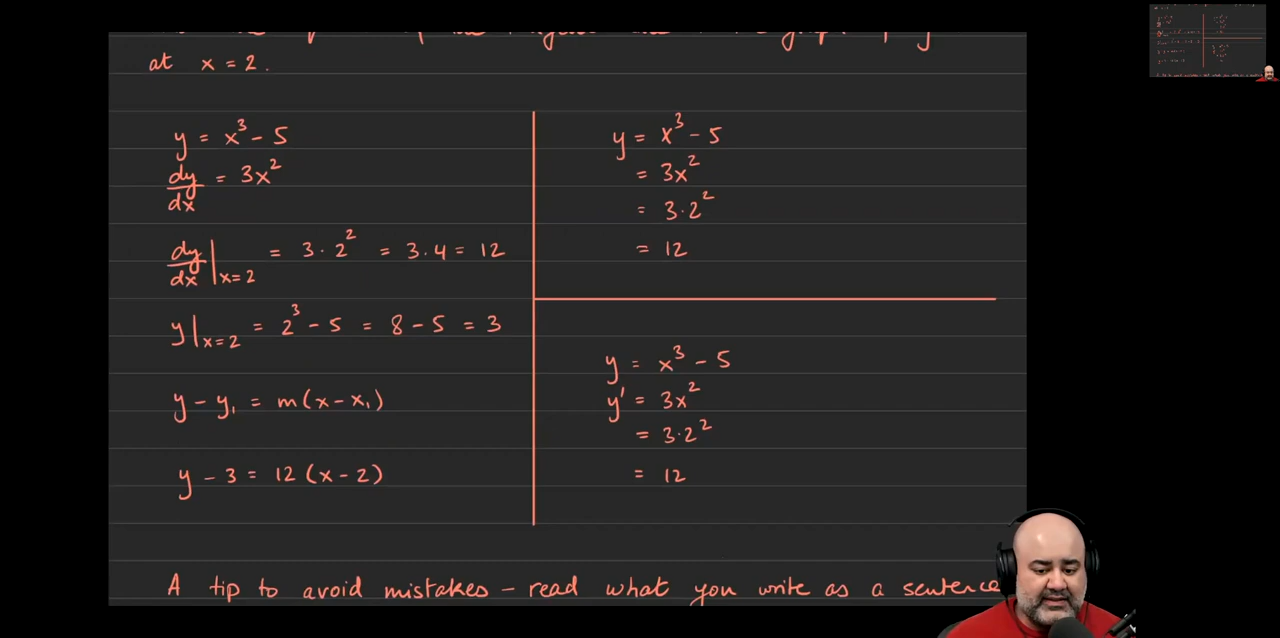 at x = 2.
y = x³ - 5
dy/dx = 3x²
dy/dx|x=2 = 3·2² = 3·4 = 12
y|x=2 = 2³ - 5 = 8 - 5 = 3
y - y₁ = m(x - x₁)
y - 3 = 12(x - 2)
y = x³ - 5
= 3x²
= 3·2²
= 12
y = x³ - 5
y' = 3x²
= 3·2²
= 12
A tip to avoid mistakes – read what you write as a sentence